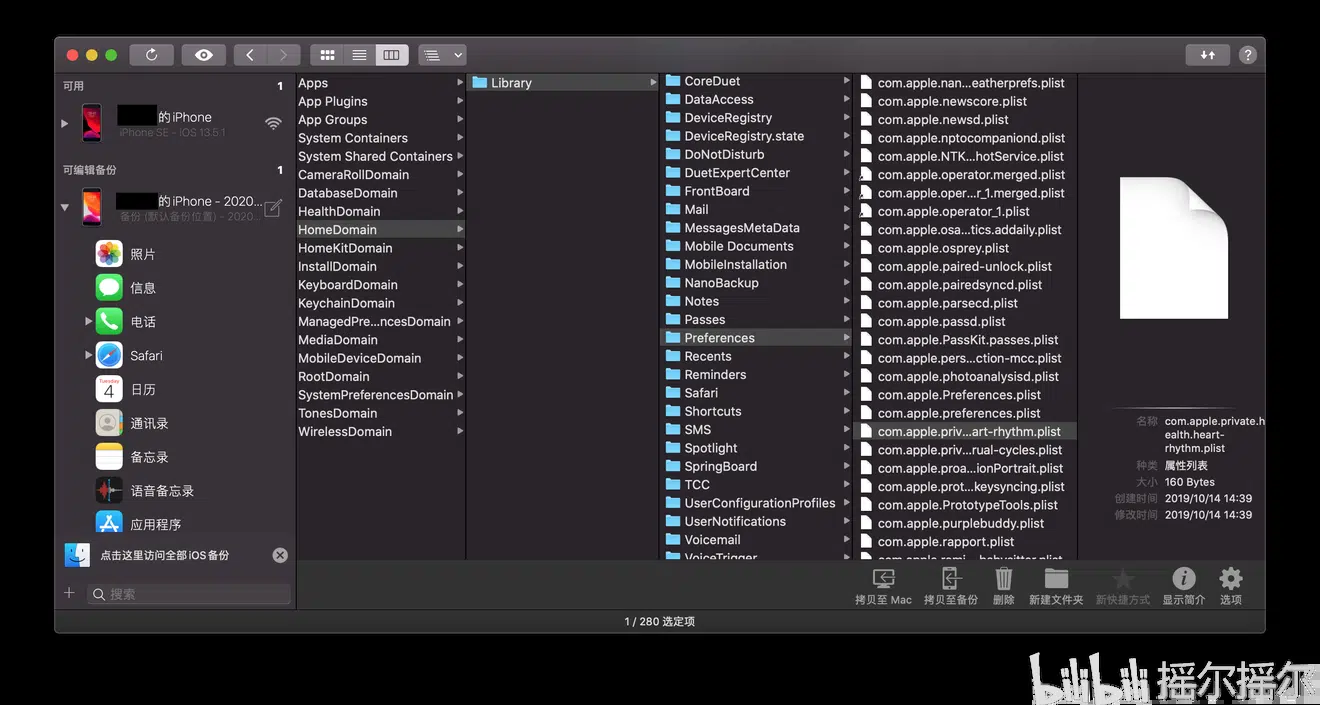 可用
1
的iPhone
iPhone SE - iOS 13.5.1
可编辑备份
1
的iPhone - 2020...
备份 (默认备份位置) - 2020...
照片
信息
电话
Safari
Tuesday
4
日历
通讯录
备忘录
语音备忘录
应用程序
点击这里访问全部iOS备份
搜索
Apps
App Plugins
App Groups
System Containers
System Shared Containers
CameraRollDomain
DatabaseDomain
HealthDomain
HomeDomain
HomeKitDomain
InstallDomain
KeyboardDomain
KeychainDomain
ManagedPre...ncesDomain
MediaDomain
MobileDeviceDomain
RootDomain
SystemPreferencesDomain
TonesDomain
WirelessDomain
Library
CoreDuet
DataAccess
DeviceRegistry
DeviceRegistry.state
DoNotDisturb
DuetExpertCenter
FrontBoard
Mail
MessagesMetaData
Mobile Documents
MobileInstallation
NanoBackup
Notes
Passes
Preferences
Recents
Reminders
Safari
Shortcuts
SMS
Spotlight
SpringBoard
TCC
UserConfigurationProfiles
UserNotifications
Voicemail
VoiceTrigger
com.apple.nan...eatherprefs.plist
com.apple.newscore.plist
com.apple.newsd.plist
com.apple.nptocompaniond.plist
com.apple.NTK...hotService.plist
com.apple.operator.merged.plist
com.apple.oper...r_1.merged.plist
com.apple.operator_1.plist
com.apple.osa...tics.addaily.plist
com.apple.osprey.plist
com.apple.paired-unlock.plist
com.apple.pairedsyncd.plist
com.apple.parsecd.plist
com.apple.passd.plist
com.apple.PassKit.passes.plist
com.apple.pers...ction-mcc.plist
com.apple.photoanalysisd.plist
com.apple.Preferences.plist
com.apple.preferences.plist
com.apple.priv...art-rhythm.plist
com.apple.priv...rual-cycles.plist
com.apple.proa...ionPortrait.plist
com.apple.prot...keysyncing.plist
com.apple.PrototypeTools.plist
com.apple.purplebuddy.plist
com.apple.rapport.plist
名称 com.apple.private.h
ealth.heart-
rhythm.plist
种类 属性列表
大小 160 Bytes
创建时间 2019/10/14 14:39
修改时间 2019/10/14 14:39
拷贝至 Mac
拷贝至备份
删除
新建文件夹
新快捷方式
显示简介
选项
1 / 280 选定项
bilibili 摇尔摇尔